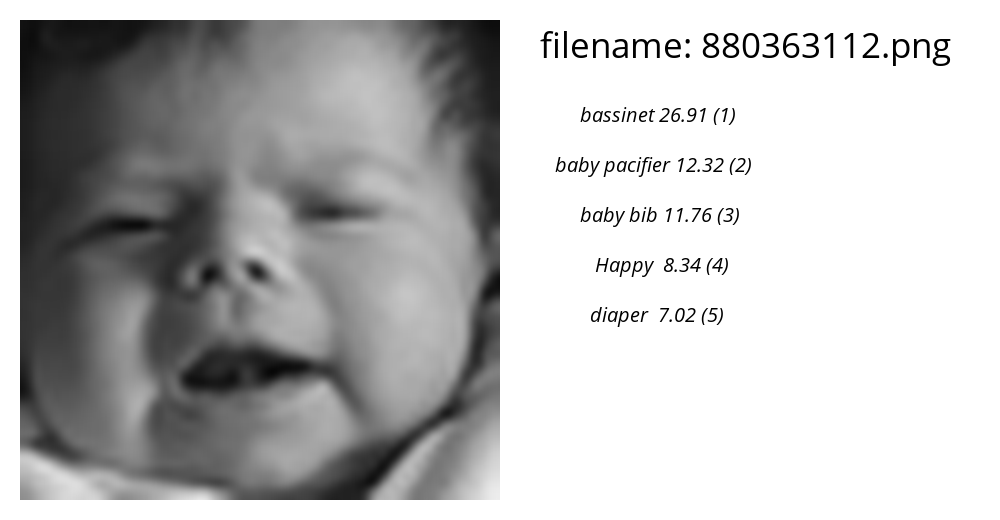 filename: 880363112.png
bassinet 26.91 (1)
baby pacifier 12.32 (2)
baby bib 11.76 (3)
Happy 8.34 (4)
diaper 7.02 (5)